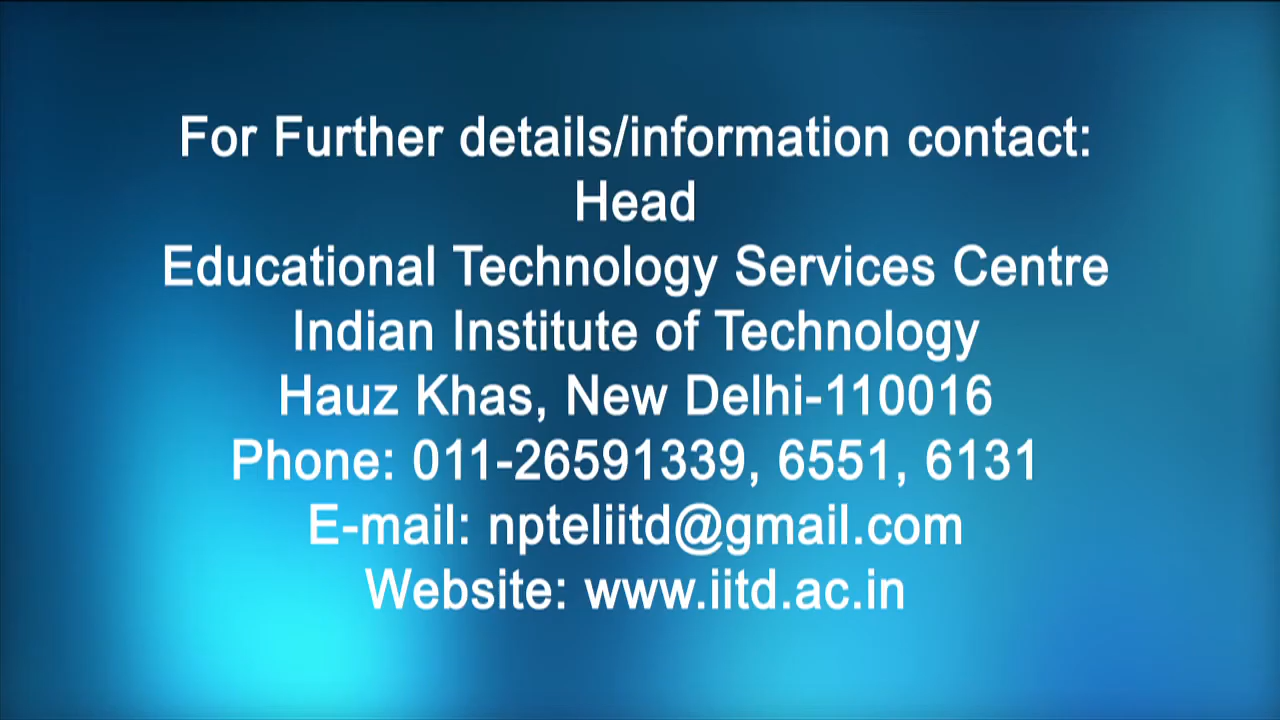 For Further details/information contact:
Head
Educational Technology Services Centre
Indian Institute of Technology
Hauz Khas, New Delhi-110016
Phone: 011-26591339, 6551, 6131
E-mail: npteliitd@gmail.com
Website: www.iitd.ac.in